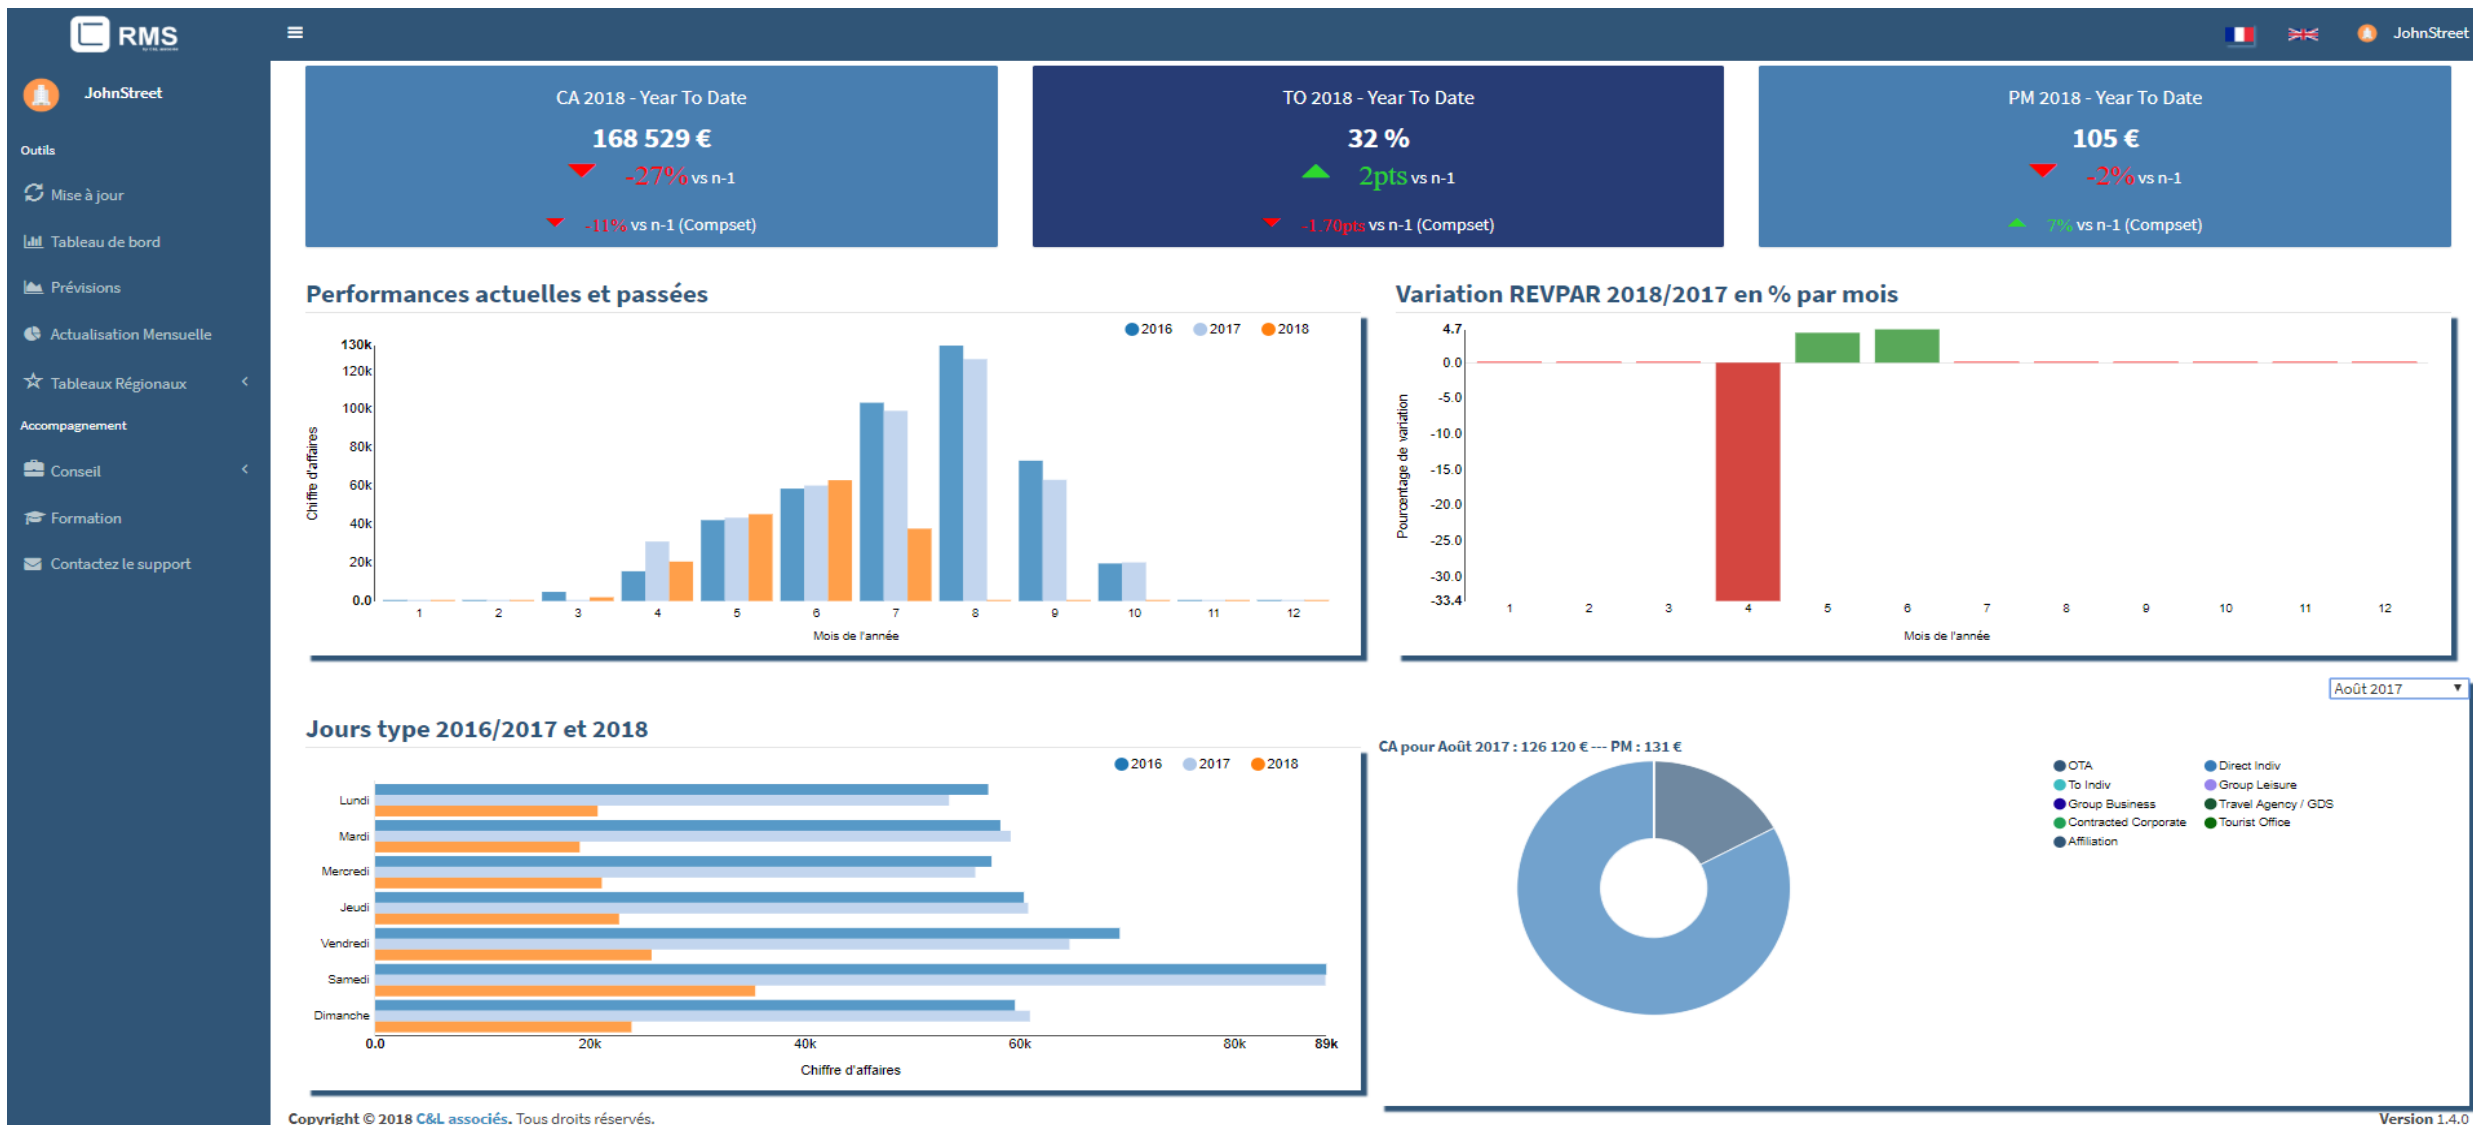 RMS
JohnStreet
JohnStreet
Outils
Mise à jour
Tableau de bord
Prévisions
Actualisation Mensuelle
Tableaux Régionaux
Accompagnement
Conseil
Formation
Contactez le support
CA 2018 - Year To Date
168 529 €
-27% vs n-1
-11% vs n-1 (Compset)
TO 2018 - Year To Date
32 %
2pts vs n-1
-1.70pts vs n-1 (Compset)
PM 2018 - Year To Date
105 €
-2% vs n-1
7% vs n-1 (Compset)
Performances actuelles et passées
2016 2017 2018
130k
120k
100k
80k
60k
40k
20k
0.0
Chiffre d'affaires
1 2 3 4 5 6 7 8 9 10 11 12
Mois de l'année
Variation REVPAR 2018/2017 en % par mois
4.7
0.0
-5.0
-10.0
-15.0
-20.0
-25.0
-30.0
-33.4
Pourcentage de variation
1 2 3 4 5 6 7 8 9 10 11 12
Mois de l'année
Jours type 2016/2017 et 2018
2016 2017 2018
Lundi
Mardi
Mercredi
Jeudi
Vendredi
Samedi
Dimanche
0.0 20k 40k 60k 80k 89k
Chiffre d'affaires
Août 2017
CA pour Août 2017 : 126 120 € --- PM : 131 €
OTA Direct Indiv
To Indiv Group Leisure
Group Business Travel Agency / GDS
Contracted Corporate Tourist Office
Affiliation
Copyright © 2018 C&L associés. Tous droits réservés.
Version 1.4.0